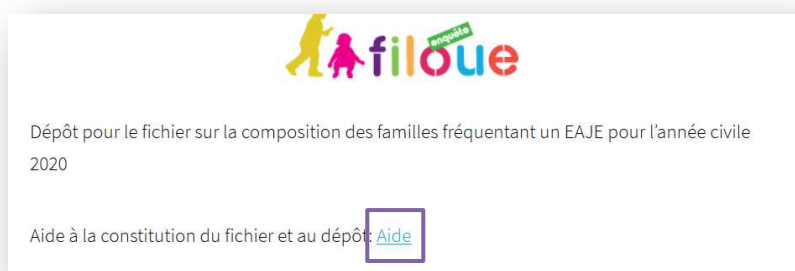 enquête
filoue
Dépôt pour le fichier sur la composition des familles fréquentant un EAJE pour l’année civile
2020
Aide à la constitution du fichier et au dépôt: Aide